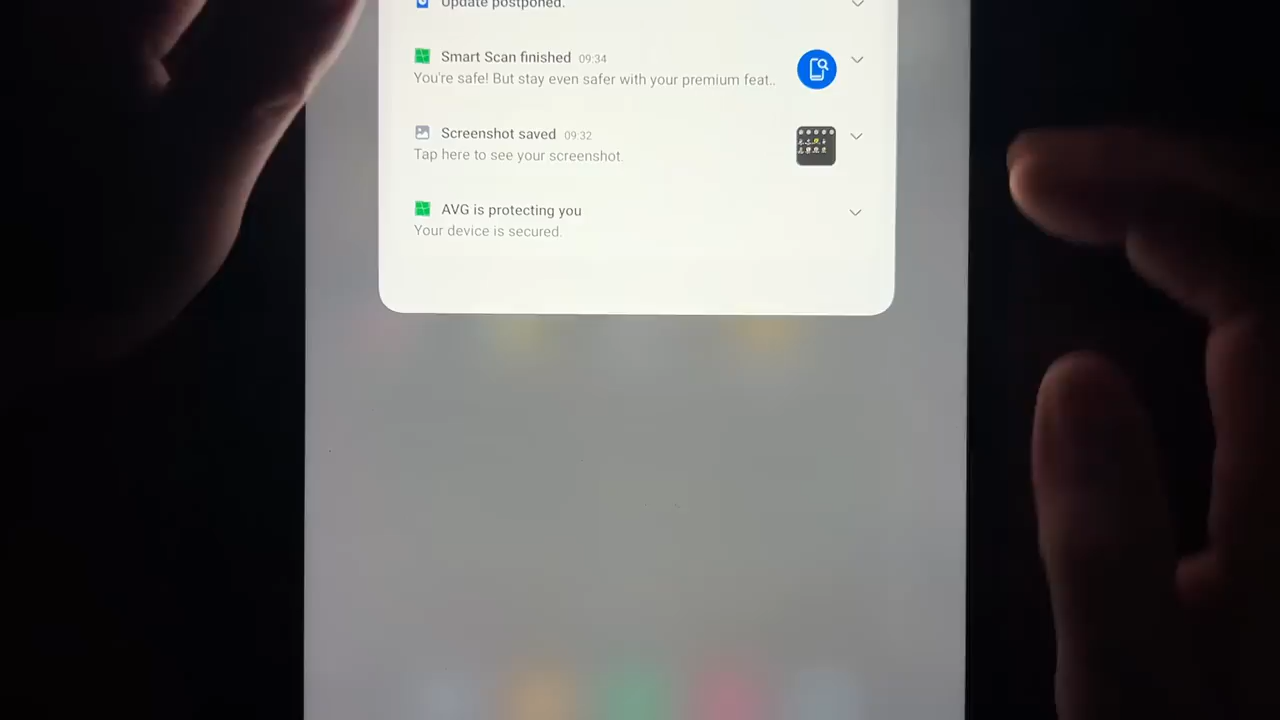 Update postponed.
Smart Scan finished 09:34
You're safe! But stay even safer with your premium feat..
Screenshot saved 09:32
Tap here to see your screenshot.
AVG is protecting you
Your device is secured.